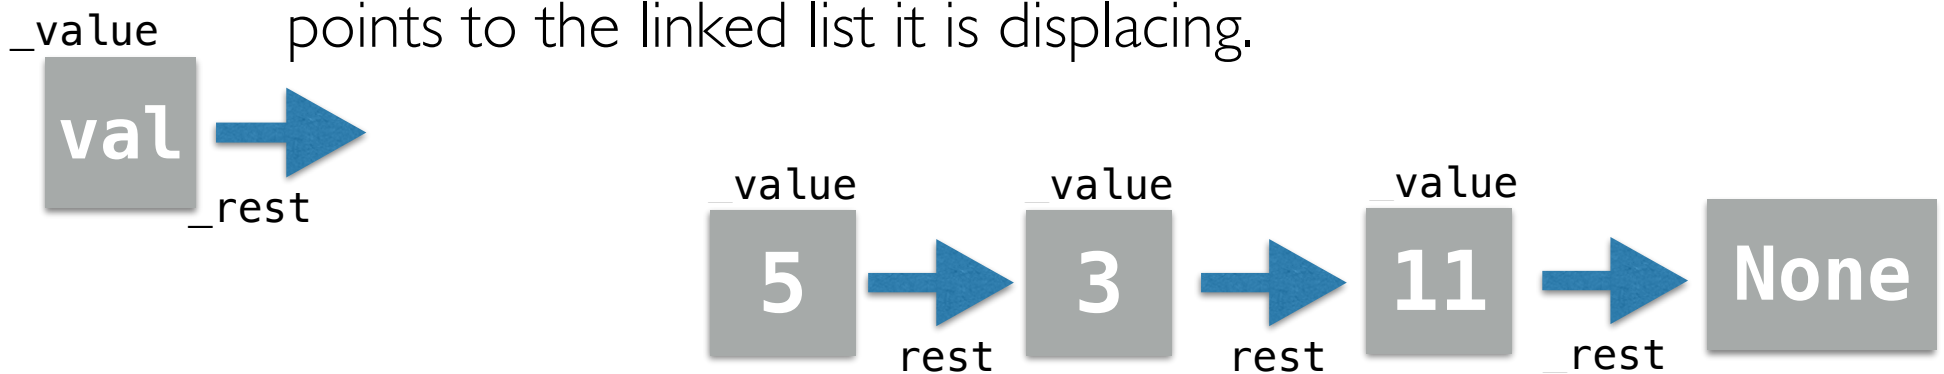 _value
points to the linked list it is displacing.
val
_rest
_value _value _value
5 3 11 None
rest rest _rest